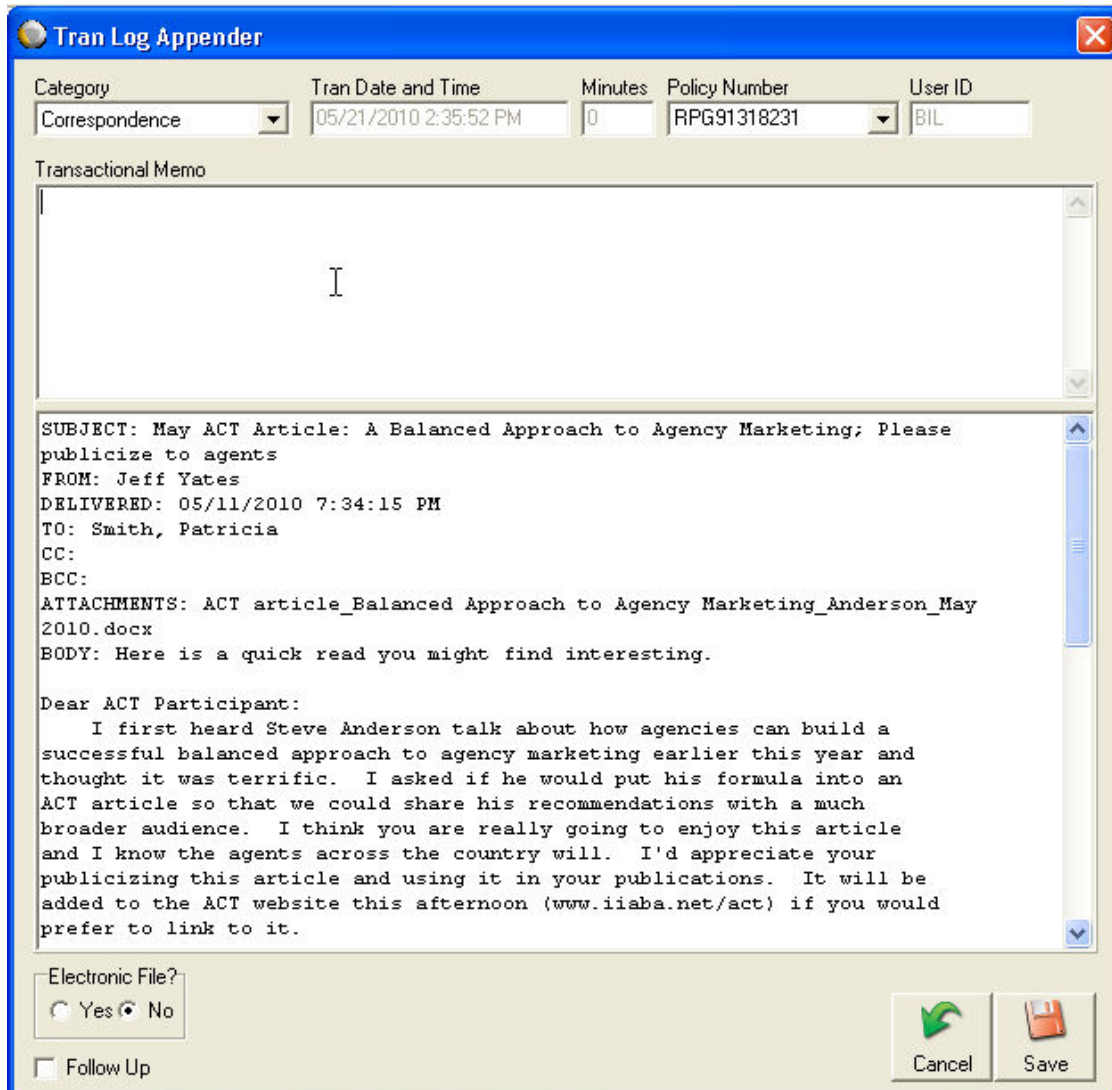 Tran Log Appender
Category Tran Date and Time Minutes Policy Number User ID
Correspondence 05/21/2010 2:35:52 PM 0 RPG91318231 BIL
Transactional Memo
SUBJECT: May ACT Article: A Balanced Approach to Agency Marketing; Please
publicize to agents
FROM: Jeff Yates
DELIVERED: 05/11/2010 7:34:15 PM
TO: Smith, Patricia
CC:
BCC:
ATTACHMENTS: ACT article_Balanced Approach to Agency Marketing_Anderson_May
2010.docx
BODY: Here is a quick read you might find interesting.
Dear ACT Participant:
I first heard Steve Anderson talk about how agencies can build a
successful balanced approach to agency marketing earlier this year and
thought it was terrific. I asked if he would put his formula into an
ACT article so that we could share his recommendations with a much
broader audience. I think you are really going to enjoy this article
and I know the agents across the country will. I'd appreciate your
publicizing this article and using it in your publications. It will be
added to the ACT website this afternoon (www.iiaba.net/act) if you would
prefer to link to it.
Electronic File?
Yes No
Follow Up
Cancel Save